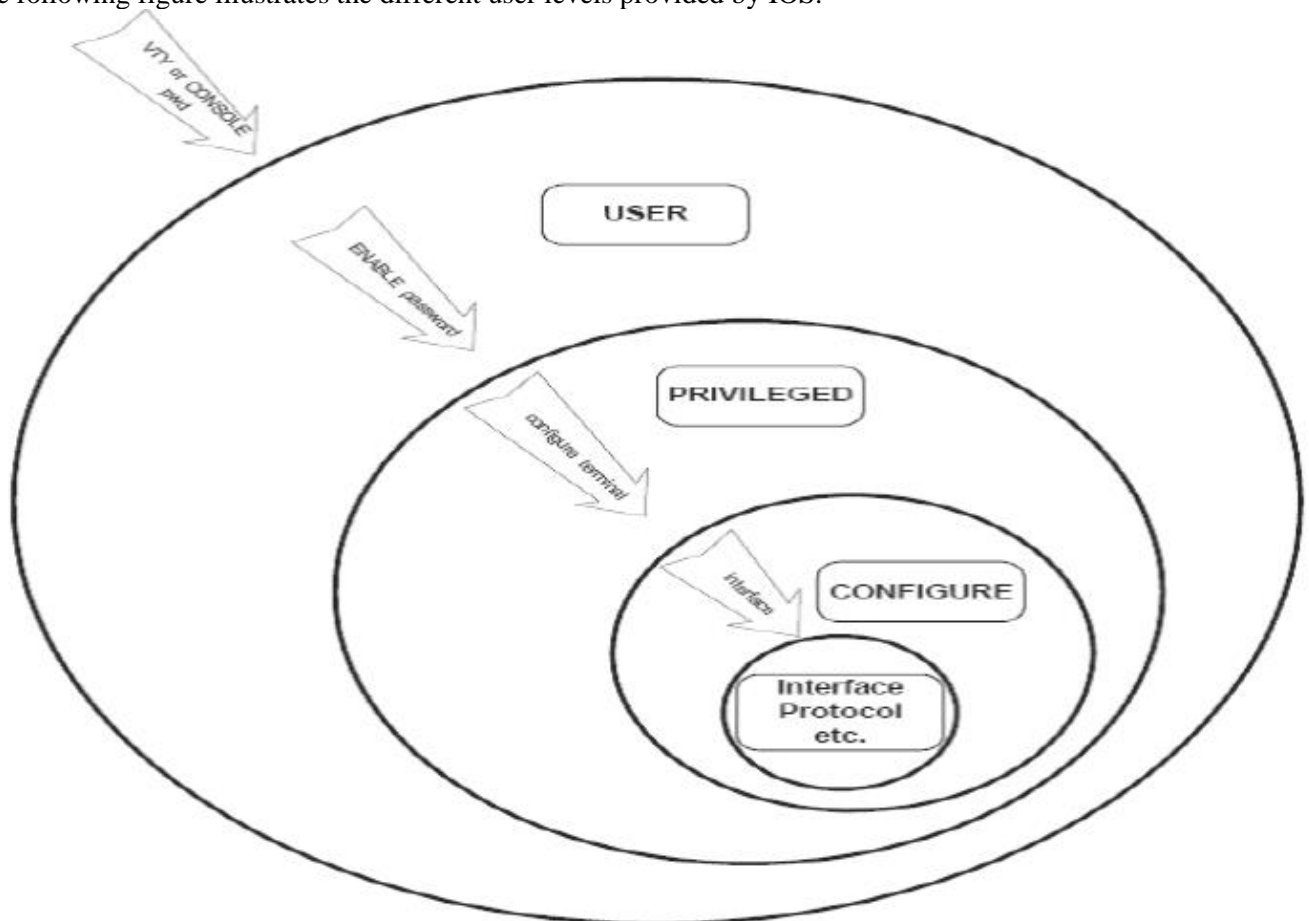 e following figure illustrates the different user levels provided by IOS.
VTY or CONSOLE
pwd
USER
ENABLE password
PRIVILEGED
configure terminal
interface
CONFIGURE
Interface
Protocol
etc.